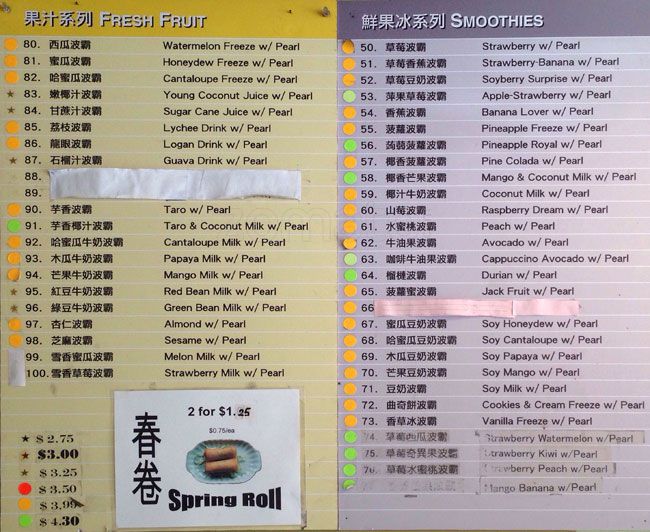 果汁系列 FRESH FRUIT
80. 西瓜波霸 Watermelon Freeze w/ Pearl
81. 蜜瓜波霸 Honeydew Freeze w/ Pearl
82. 哈蜜瓜波霸 Cantaloupe Freeze w/ Pearl
83. 嫩椰汁波霸 Young Coconut Juice w/ Pearl
84. 甘蔗汁波霸 Sugar Cane Juice w/ Pearl
85. 荔枝波霸 Lychee Drink w/ Pearl
86. 龍眼波霸 Logan Drink w/ Pearl
87. 石榴汁波霸 Guava Drink w/ Pearl
88.
89.
90. 芋香波霸 Taro w/ Pearl
91. 芋香椰汁波霸 Taro & Coconut Milk w/ Pearl
92. 哈蜜瓜牛奶波霸 Cantaloupe Milk w/ Pearl
93. 木瓜牛奶波霸 Papaya Milk w/ Pearl
94. 芒果牛奶波霸 Mango Milk w/ Pearl
95. 紅豆牛奶波霸 Red Bean Milk w/ Pearl
96. 綠豆牛奶波霸 Green Bean Milk w/ Pearl
97. 杏仁波霸 Almond w/ Pearl
98. 芝麻波霸 Sesame w/ Pearl
99. 雪香蜜瓜波霸 Melon Milk w/ Pearl
100. 雪香草莓波霸 Strawberry Milk w/ Pearl
★ $2.75
★ $3.00
★ $3.25
$3.50
$3.99
$4.30
春卷
2 for $1.25
$0.75/ea
Spring Roll
鮮果冰系列 SMOOTHIES
50. 草莓波霸 Strawberry w/ Pearl
51. 草莓香蕉波霸 Strawberry-Banana w/ Pearl
52. 草莓豆奶波霸 Soyberry Surprise w/ Pearl
53. 萍果草莓波霸 Apple-Strawberry w/ Pearl
54. 香蕉波霸 Banana Lover w/ Pearl
55. 菠蘿波霸 Pineapple Freeze w/ Pearl
56. 蒟蒻菠蘿波霸 Pineapple Royal w/ Pearl
57. 椰香菠蘿波霸 Pine Colada w/ Pearl
58. 椰香芒果波霸 Mango & Coconut Milk w/ Pearl
59. 椰汁牛奶波霸 Coconut Milk w/ Pearl
60. 山莓波霸 Raspberry Dream w/ Pearl
61. 水蜜桃波霸 Peach w/ Pearl
62. 牛油果波霸 Avocado w/ Pearl
63. 咖啡牛油果波霸 Cappuccino Avocado w/ Pearl
64. 榴槤波霸 Durian w/ Pearl
65. 菠蘿蜜波霸 Jack Fruit w/ Pearl
66
67. 蜜瓜豆奶波霸 Soy Honeydew w/ Pearl
68. 哈蜜瓜豆奶波霸 Soy Cantaloupe w/ Pearl
69. 木瓜豆奶波霸 Soy Papaya w/ Pearl
70. 芒果豆奶波霸 Soy Mango w/ Pearl
71. 豆奶波霸 Soy Milk w/ Pearl
72. 曲奇餅波霸 Cookies & Cream Freeze w/ Pearl
73. 香草冰波霸 Vanilla Freeze w/ Pearl
74. 草莓西瓜波霸 Strawberry Watermelon w/ Pearl
75. 草莓奇異果波霸 Strawberry Kiwi w/ Pearl
76. 草莓水蜜桃波霸 Strawberry Peach w/ Pearl
Mango Banana w/ Pearl